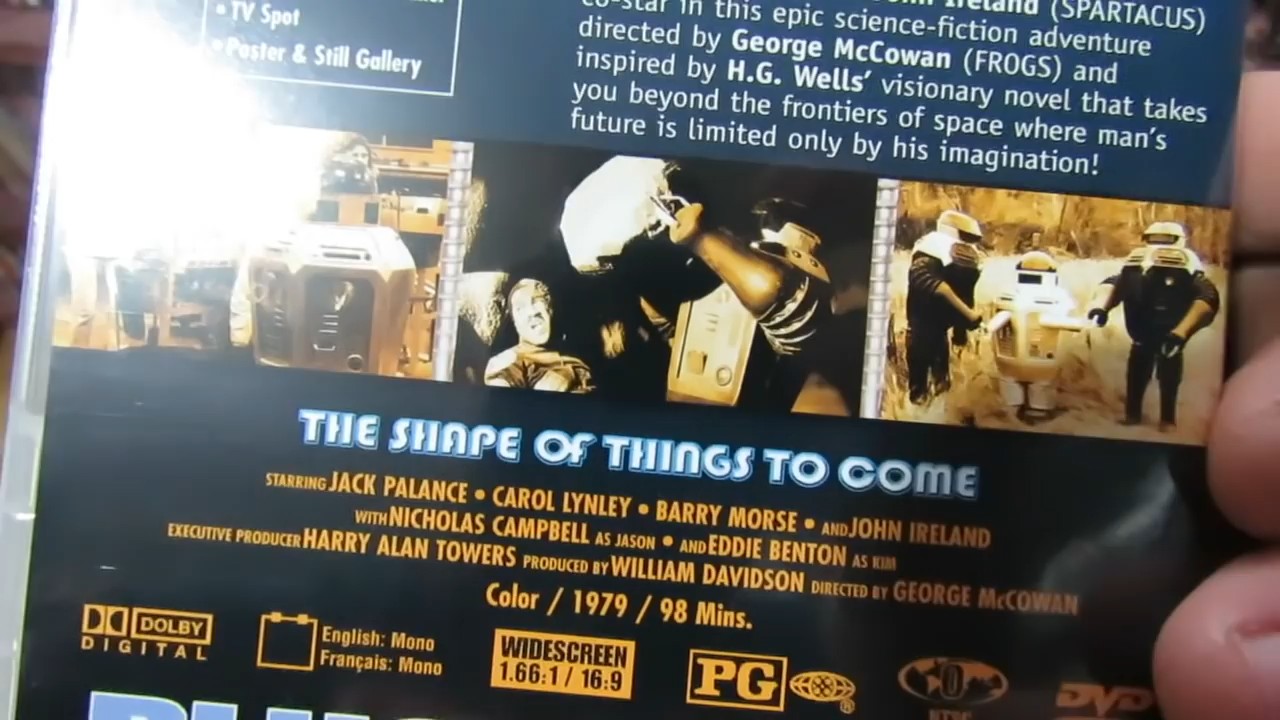 • TV Spot
• Poster & Still Gallery
Ireland (SPARTACUS)
co-star in this epic science-fiction adventure
directed by George McCowan (FROGS) and
inspired by H.G. Wells' visionary novel that takes
you beyond the frontiers of space where man's
future is limited only by his imagination!
THE SHAPE OF THINGS TO COME
STARRING JACK PALANCE • CAROL LYNLEY • BARRY MORSE • AND JOHN IRELAND
WITH NICHOLAS CAMPBELL AS JASON • AND EDDIE BENTON AS KIM
EXECUTIVE PRODUCER HARRY ALAN TOWERS PRODUCED BY WILLIAM DAVIDSON DIRECTED BY GEORGE McCOWAN
Color / 1979 / 98 Mins.
DOLBY
DIGITAL
English: Mono
Français: Mono
WIDESCREEN
1.66:1 / 16:9
PG
®
0
NTSC
DVD